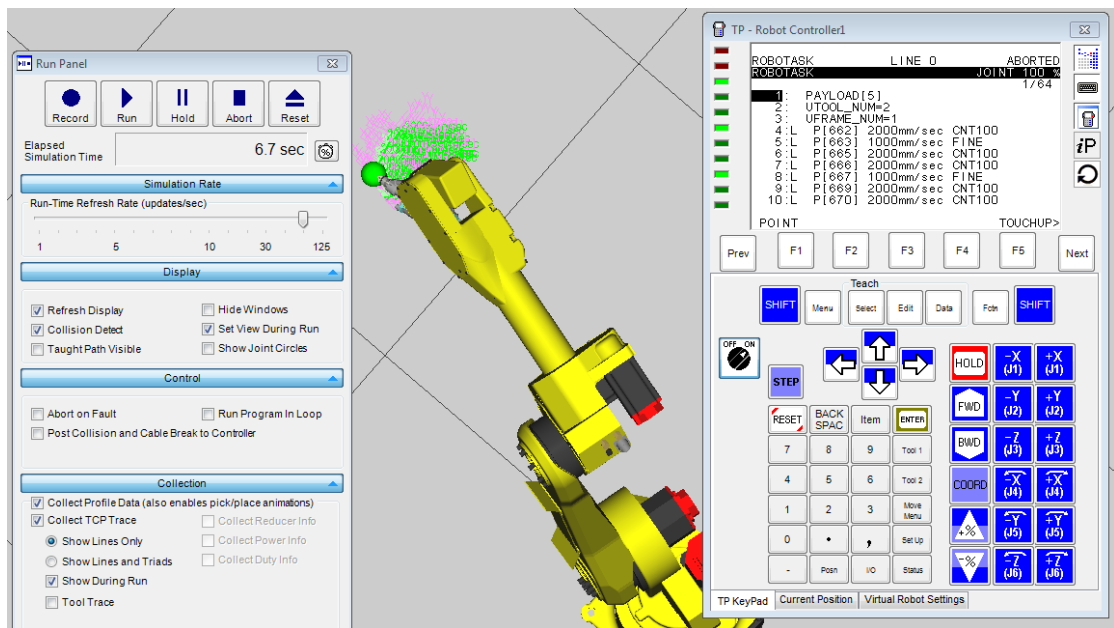 Run Panel
Record Run Hold Abort Reset
Elapsed
Simulation Time 6.7 sec
Simulation Rate
Run-Time Refresh Rate (updates/sec)
1 5 10 30 125
Display
Refresh Display Hide Windows
Collision Detect Set View During Run
Taught Path Visible Show Joint Circles
Control
Abort on Fault Run Program In Loop
Post Collision and Cable Break to Controller
Collection
Collect Profile Data (also enables pick/place animations)
Collect TCP Trace Collect Reducer Info
Show Lines Only Collect Power Info
Show Lines and Triads Collect Duty Info
Show During Run
Tool Trace
TP - Robot Controller1
ROBOTASK LINE 0 ABORTED
ROBOTASK JOINT 100 %
1/64
1: PAYLOAD[5]
2: UTOOL_NUM=2
3: UFRAME_NUM=1
4:L P[662] 2000mm/sec CNT100
5:L P[663] 1000mm/sec FINE
6:L P[665] 2000mm/sec CNT100
7:L P[666] 2000mm/sec CNT100
8:L P[667] 1000mm/sec FINE
9:L P[669] 2000mm/sec CNT100
10:L P[670] 2000mm/sec CNT100
POINT TOUCHUP>
iP
Prev F1 F2 F3 F4 F5 Next
Teach
SHIFT Menu Select Edit Data Fctn SHIFT
OFF ON
STEP
HOLD -X (J1) +X (J1)
FWD -Y (J2) +Y (J2)
BWD -Z (J3) +Z (J3)
COORD -X (J4) +X (J4)
+% -Y (J5) +Y (J5)
-% -Z (J6) +Z (J6)
RESET BACK SPAC Item ENTER
7 8 9 Tool 1
4 5 6 Tool 2
1 2 3 Move Menu
0 . , Set Up
- Posn I/O Status
TP KeyPad Current Position Virtual Robot Settings